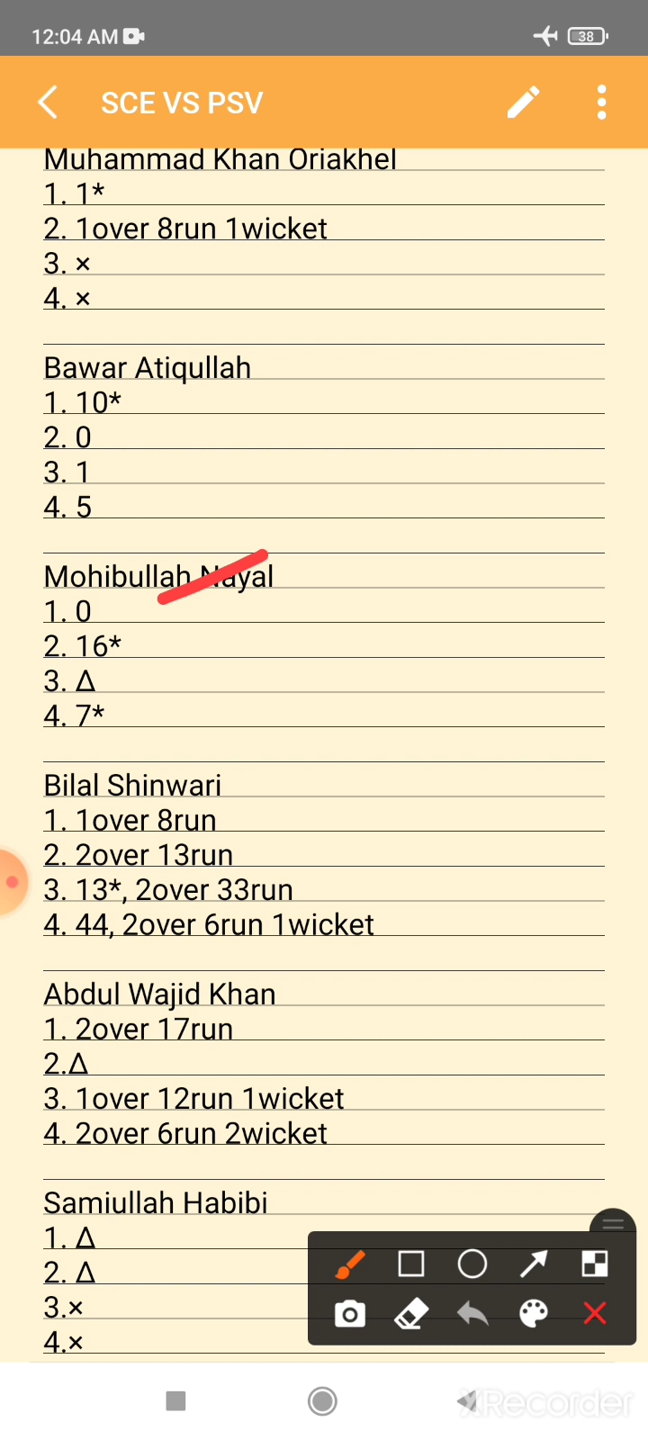 12:04 AM
38
SCE VS PSV
Muhammad Khan Oriakhel
1. 1*
2. 1over 8run 1wicket
3. ×
4. ×
Bawar Atiqullah
1. 10*
2. 0
3. 1
4. 5
Mohibullah Nayal
1. 0
2. 16*
3. Δ
4. 7*
Bilal Shinwari
1. 1over 8run
2. 2over 13run
3. 13*, 2over 33run
4. 44, 2over 6run 1wicket
Abdul Wajid Khan
1. 2over 17run
2.Δ
3. 1over 12run 1wicket
4. 2over 6run 2wicket
Samiullah Habibi
1. Δ
2. Δ
3.×
4.×
XRecorder